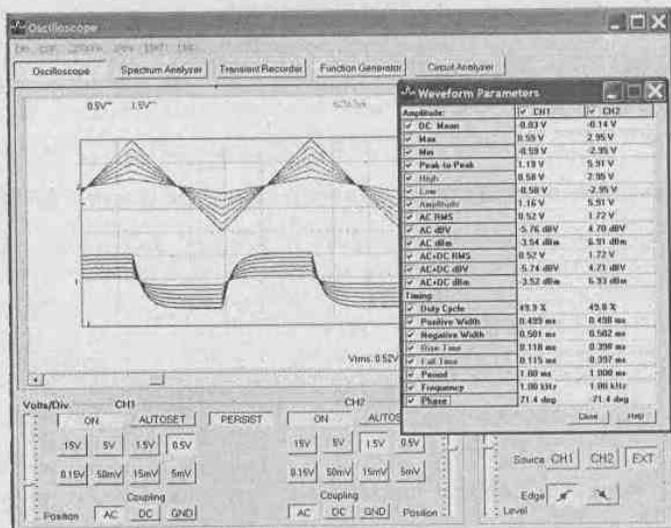 Oscilloscope
Oscilloscope Spectrum Analyzer Transient Recorder Function Generator Circuit Analyzer
0.5V~ 1.5V~
Waveform Parameters
Amplitude: CH1 CH2
DC Mean -0.03 V -0.14 V
Max 0.59 V 2.95 V
Min -0.59 V -2.95 V
Peak-to-Peak 1.19 V 5.91 V
High 0.58 V 2.95 V
Low -0.58 V -2.95 V
Amplitude 1.16 V 5.91 V
AC RMS 0.52 V 1.72 V
AC dBV -5.76 dBV 4.70 dBV
AC dBm -3.54 dBm 6.91 dBm
AC+DC RMS 0.52 V 1.72 V
AC+DC dBV -5.74 dBV 4.71 dBV
AC+DC dBm -3.52 dBm 6.93 dBm
Timing:
Duty Cycle 49.9 % 49.8 %
Positive Width 0.499 ms 0.498 ms
Negative Width 0.501 ms 0.502 ms
Rise Time 0.118 ms 0.398 ms
Fall Time 0.115 ms 0.397 ms
Period 1.00 ms 1.000 ms
Frequency 1.00 kHz 1.00 kHz
Phase 71.4 deg -71.4 deg
Close Help
Vrms: 0.52V
Volts/Div. CH1 CH2
ON AUTOSET PERSIST ON AUTOS
15V 5V 1.5V 0.5V 15V 5V 1.5V 0.5V
0.15V 50mV 15mV 5mV 0.15V 50mV 15mV 5mV
Source CH1 CH2 EXT
Coupling Coupling
Edge
Position AC DC GND AC DC GND Position Level